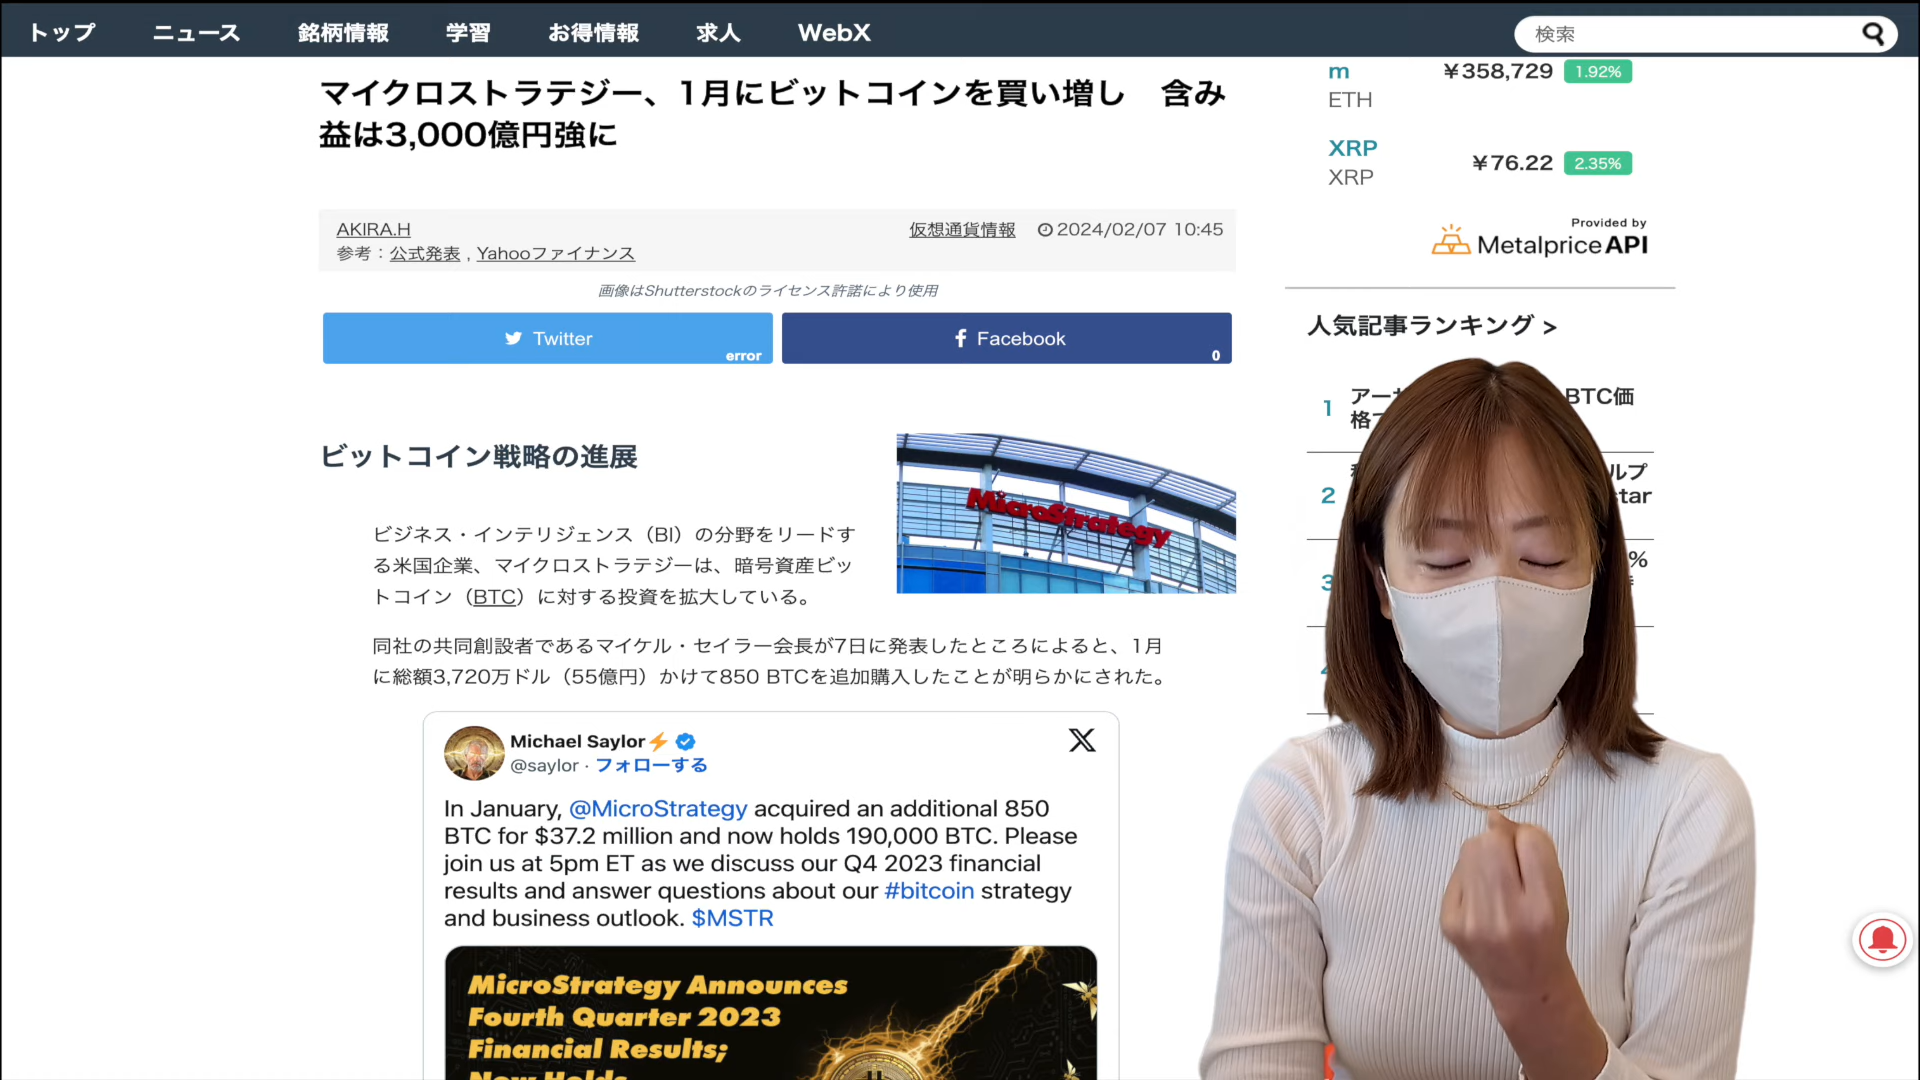 トップ ニュース 銘柄情報 学習 お得情報 求人 WebX 検索
マイクロストラテジー、1月にビットコインを買い増し 含み
益は3,000億円強に
AKIRA.H 仮想通貨情報 2024/02/07 10:45
参考：公式発表 , Yahooファイナンス
画像はShutterstockのライセンス許諾により使用
Twitter
error
Facebook
0
ビットコイン戦略の進展
MicroStrategy
ビジネス・インテリジェンス（BI）の分野をリードす
る米国企業、マイクロストラテジーは、暗号資産ビッ
トコイン（BTC）に対する投資を拡大している。
同社の共同創設者であるマイケル・セイラー会長が7日に発表したところによると、1月
に総額3,720万ドル（55億円）かけて850 BTCを追加購入したことが明らかにされた。
Michael Saylor⚡
@saylor · フォローする
In January, @MicroStrategy acquired an additional 850
BTC for $37.2 million and now holds 190,000 BTC. Please
join us at 5pm ET as we discuss our Q4 2023 financial
results and answer questions about our #bitcoin strategy
and business outlook. $MSTR
MicroStrategy Announces
Fourth Quarter 2023
Financial Results;
Now Holds
m ¥358,729 1.92%
ETH
XRP ¥76.22 2.35%
XRP
Provided by
MetalpriceAPI
人気記事ランキング >
1 BTC価
格
2 ルプ
star
3 %
4